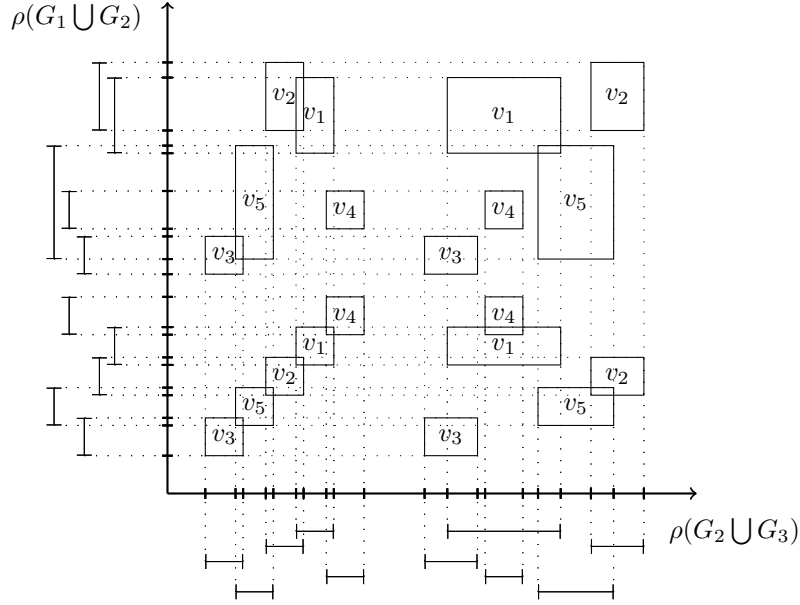 ρ(G₁ ⋃ G₂)
v₂ v₁ v₁ v₂
v₅ v₄ v₄ v₅
v₃ v₃
v₄ v₄
v₁ v₁
v₂ v₂
v₅ v₅
v₃ v₃
ρ(G₂ ⋃ G₃)